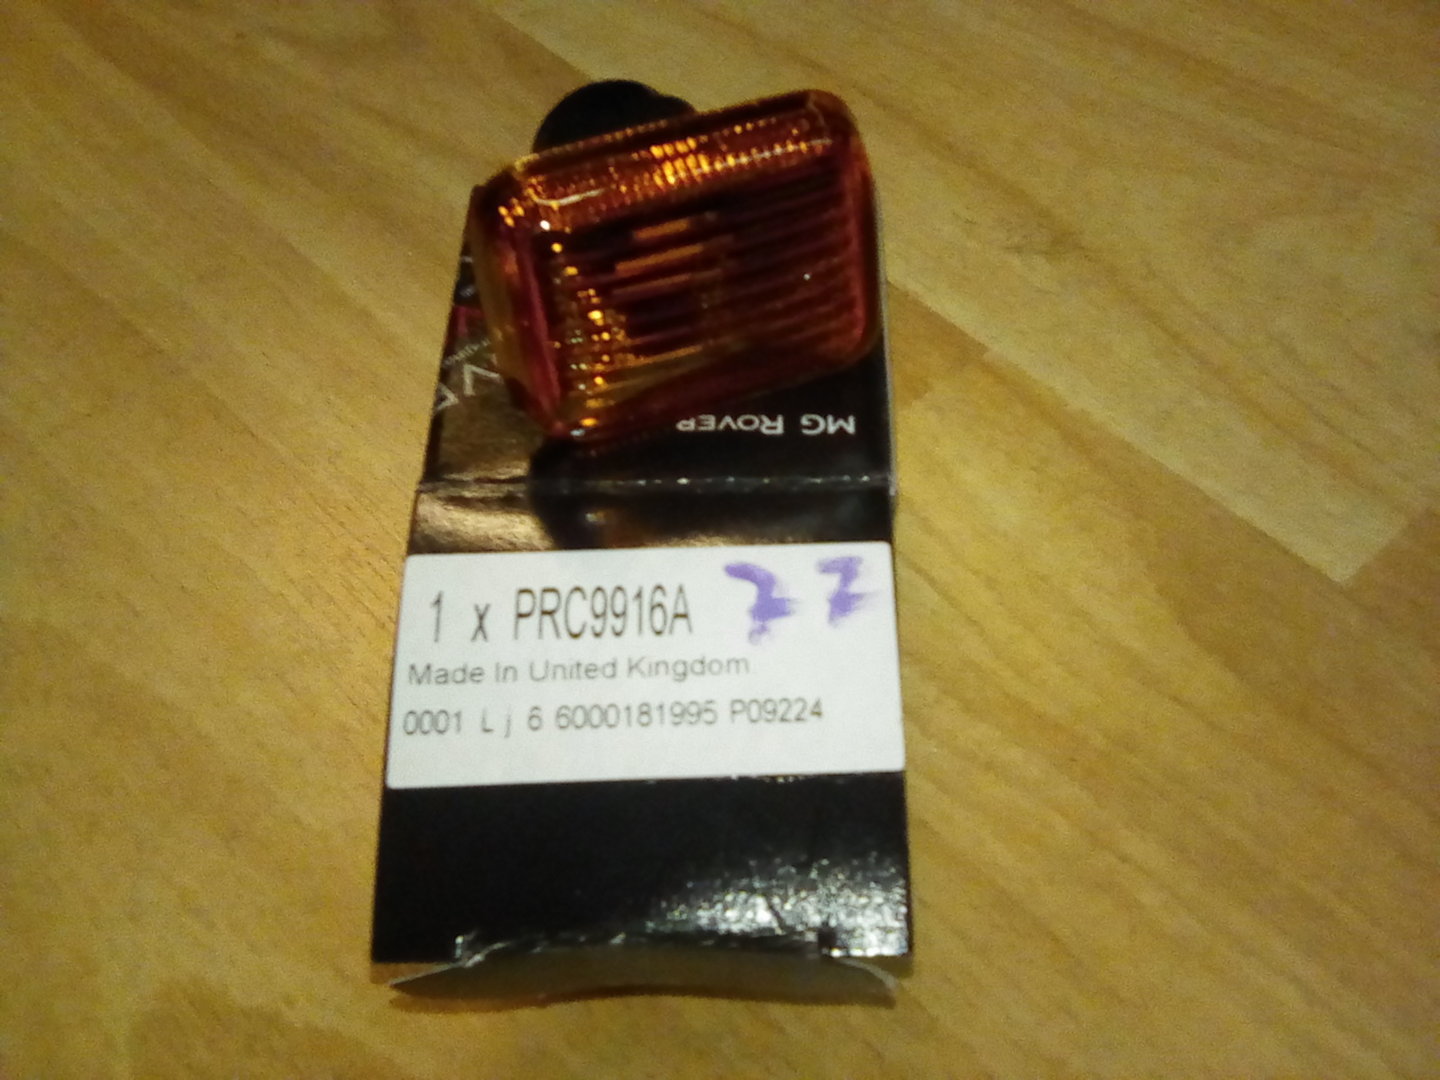 MG ROVER
1 x PRC9916A
Made In United Kingdom
0001 L j 6 6000181995 P09224